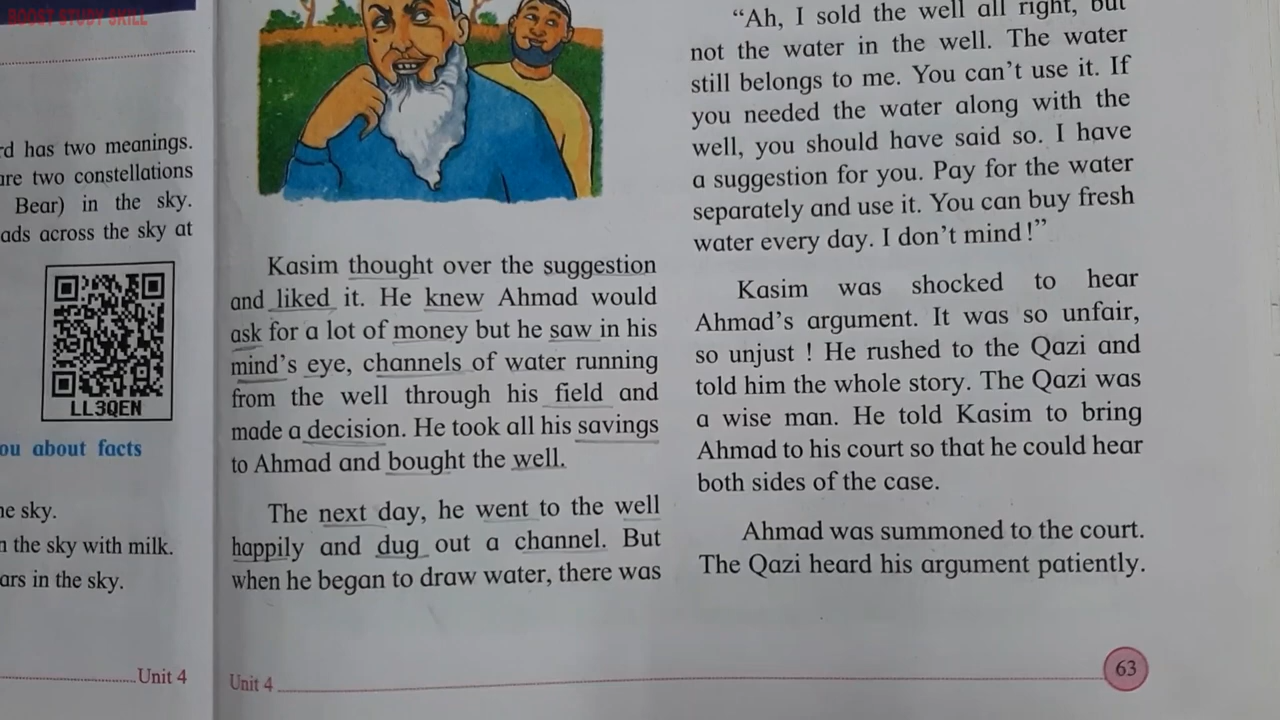 BOOST STUDY SKILL
rd has two meanings.
are two constellations
Bear) in the sky.
ads across the sky at
LL3QEN
ou about facts
he sky.
n the sky with milk.
ars in the sky.
Unit 4
Kasim thought over the suggestion
and liked it. He knew Ahmad would
ask for a lot of money but he saw in his
mind's eye, channels of water running
from the well through his field and
made a decision. He took all his savings
to Ahmad and bought the well.
The next day, he went to the well
happily and dug out a channel. But
when he began to draw water, there was
“Ah, I sold the well all right, but
not the water in the well. The water
still belongs to me. You can't use it. If
you needed the water along with the
well, you should have said so. I have
a suggestion for you. Pay for the water
separately and use it. You can buy fresh
water every day. I don't mind!”
Kasim was shocked to hear
Ahmad's argument. It was so unfair,
so unjust ! He rushed to the Qazi and
told him the whole story. The Qazi was
a wise man. He told Kasim to bring
Ahmad to his court so that he could hear
both sides of the case.
Ahmad was summoned to the court.
The Qazi heard his argument patiently.
Unit 4
63